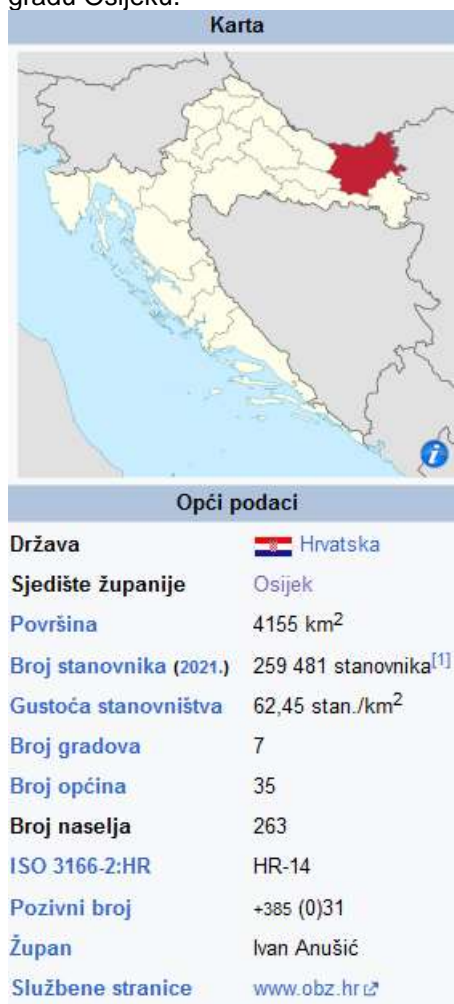 gradu Osijeku.
Karta
Opći podaci
Država Hrvatska
Sjedište županije Osijek
Površina 4155 km²
Broj stanovnika (2021.) 259 481 stanovnika[1]
Gustoća stanovništva 62,45 stan./km²
Broj gradova 7
Broj općina 35
Broj naselja 263
ISO 3166-2:HR HR-14
Pozivni broj +385 (0)31
Župan Ivan Anušić
Službene stranice www.obz.hr